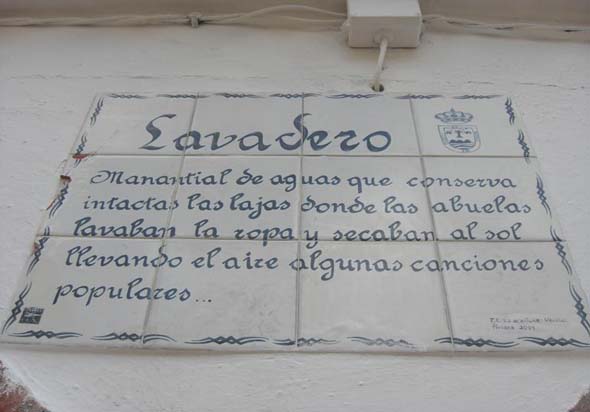 Lavadero
Manantial de aguas que conserva
intactas las lajas donde las abuelas
lavaban la ropa y secaban al sol
llevando el aire algunas canciones
populares...